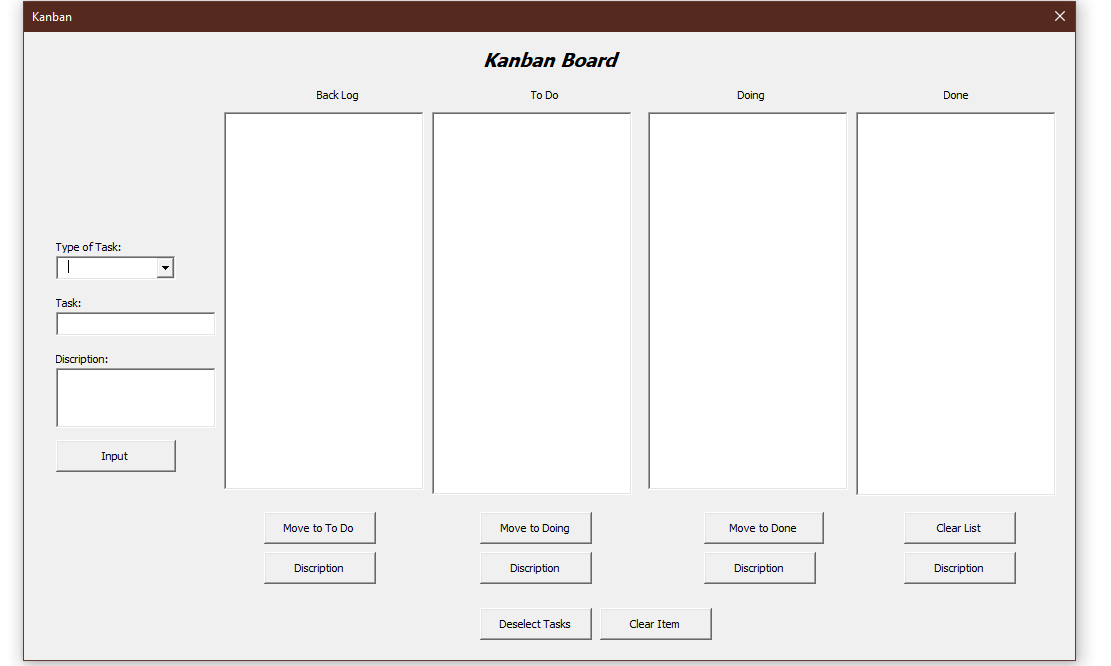 Kanban
Kanban Board
Back Log To Do Doing Done
Type of Task:
Task:
Discription:
Input
Move to To Do Move to Doing Move to Done Clear List
Discription Discription Discription Discription
Deselect Tasks Clear Item